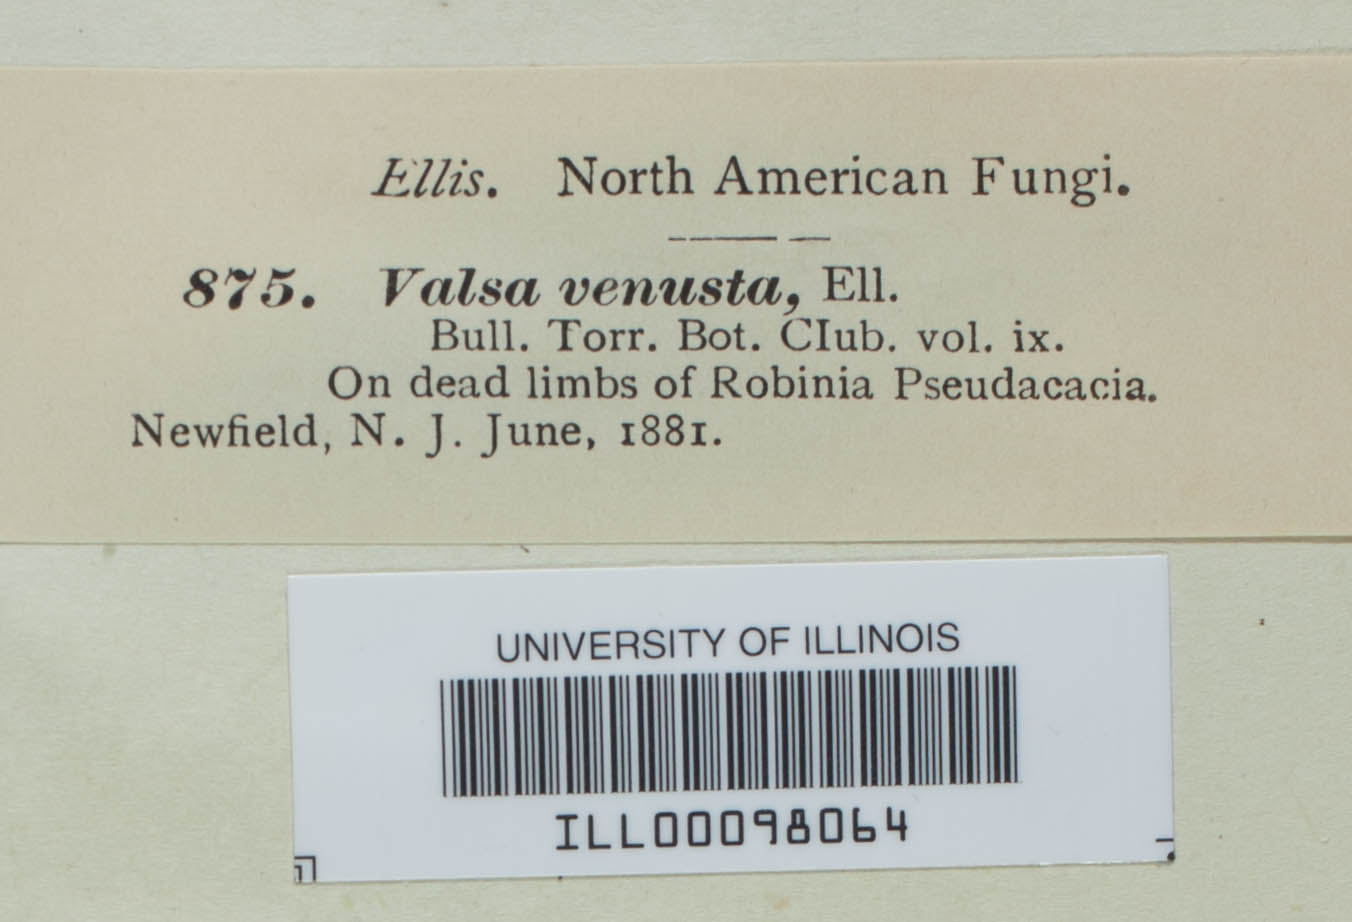 Ellis. North American Fungi.
875. Valsa venusta, Ell.
Bull. Torr. Bot. Club. vol. ix.
On dead limbs of Robinia Pseudacacia.
Newfield, N. J. June, 1881.
UNIVERSITY OF ILLINOIS
ILL00098064